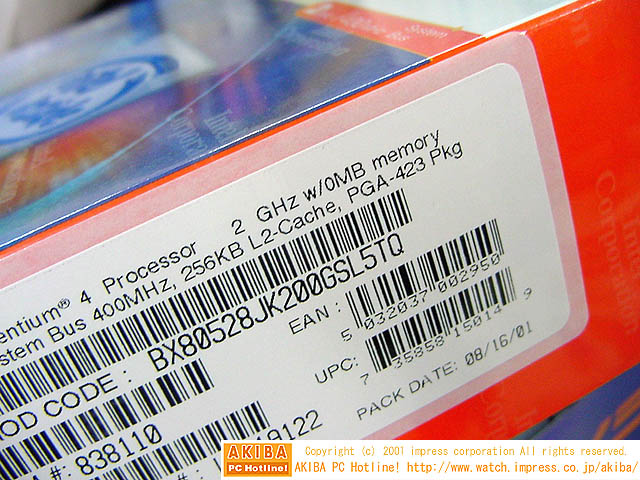 System
entium® 4 Processor 2 GHz w/0MB memory
stem Bus 400MHz, 256KB L2-Cache, PGA-423 Pkg
OD CODE: BX80528JK200GSL5TQ
EAN: 5 032037 002950
UPC: 7 35858 15014 9
A #: 838110
9122
PACK DATE: 08/16/01
Corporation
AKIBA
PC Hotline!
Copyright (c) 2001 impress corporation All rights reserved.
AKIBA PC Hotline! http://www.watch.impress.co.jp/akiba/